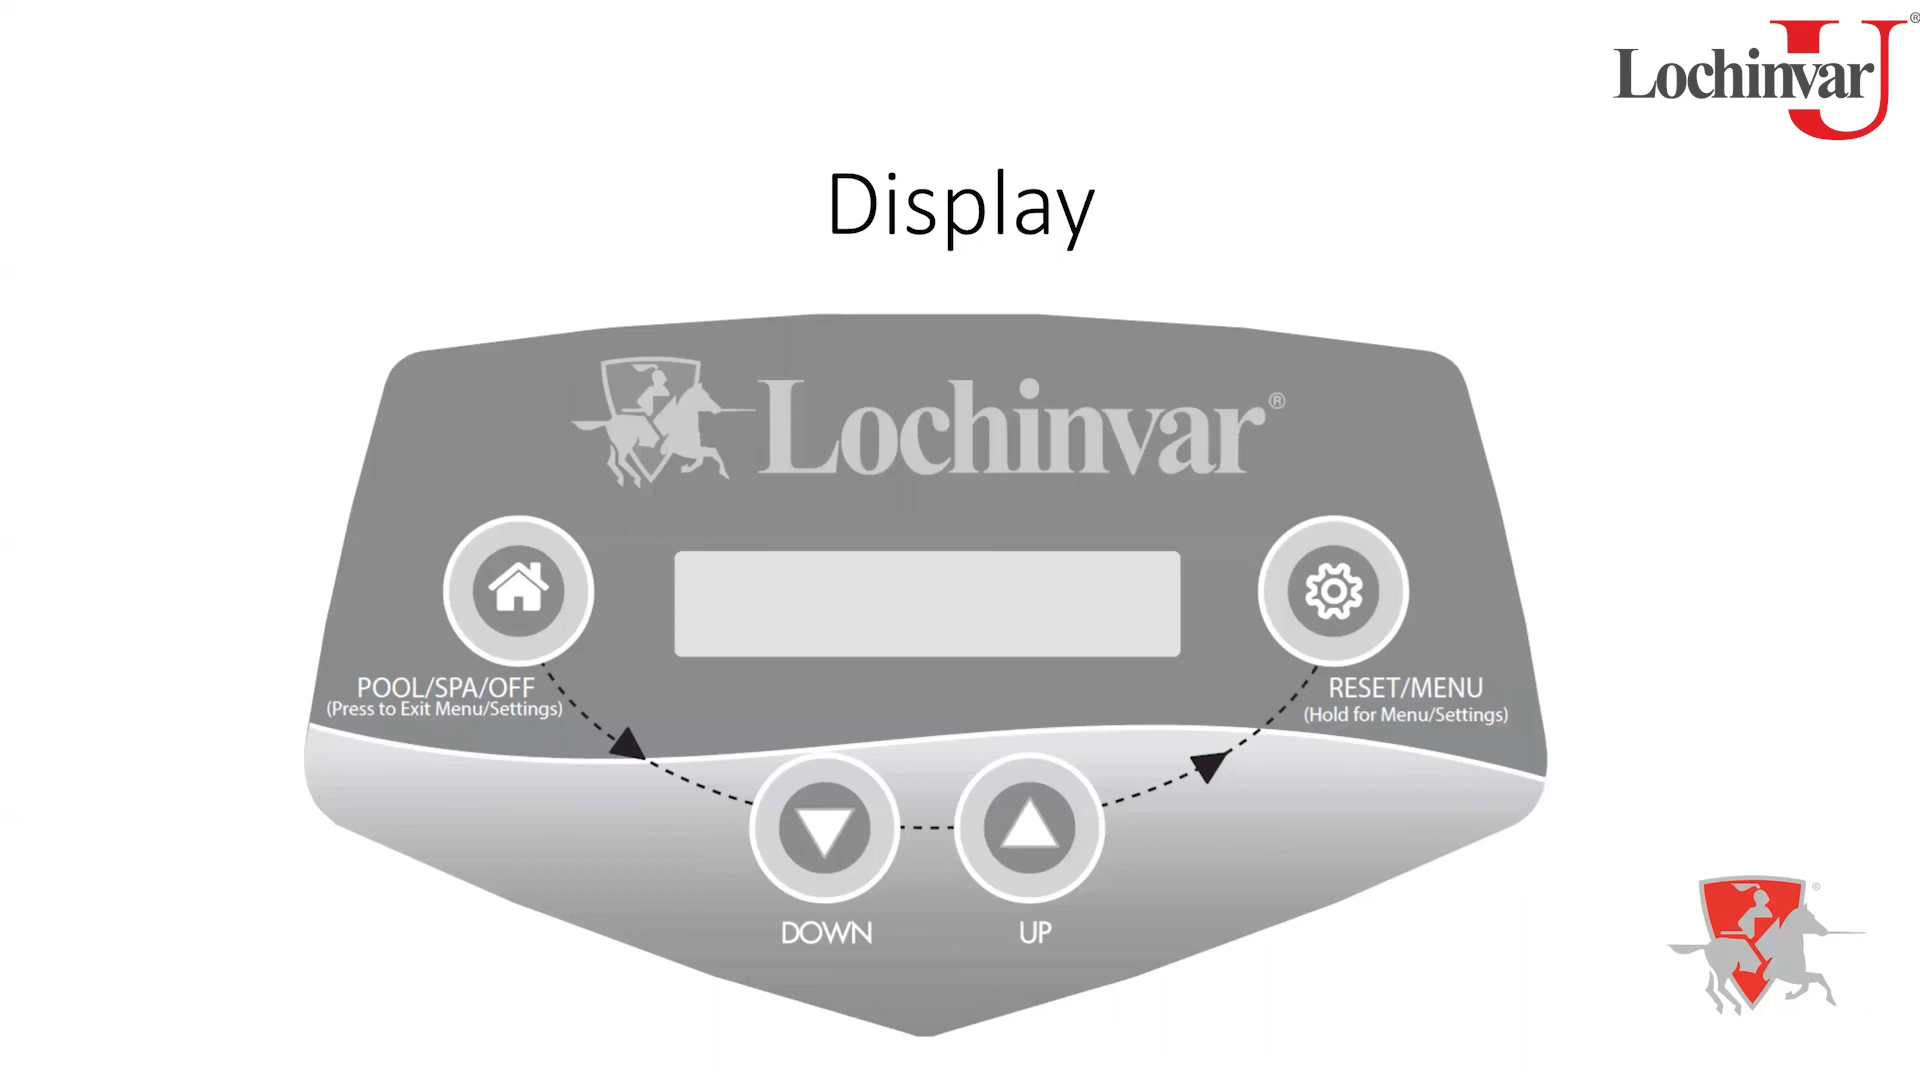 Lochinvar U®
Display
Lochinvar®
POOL/SPA/OFF
(Press to Exit Menu/Settings)
RESET/MENU
(Hold for Menu/Settings)
DOWN
UP
®